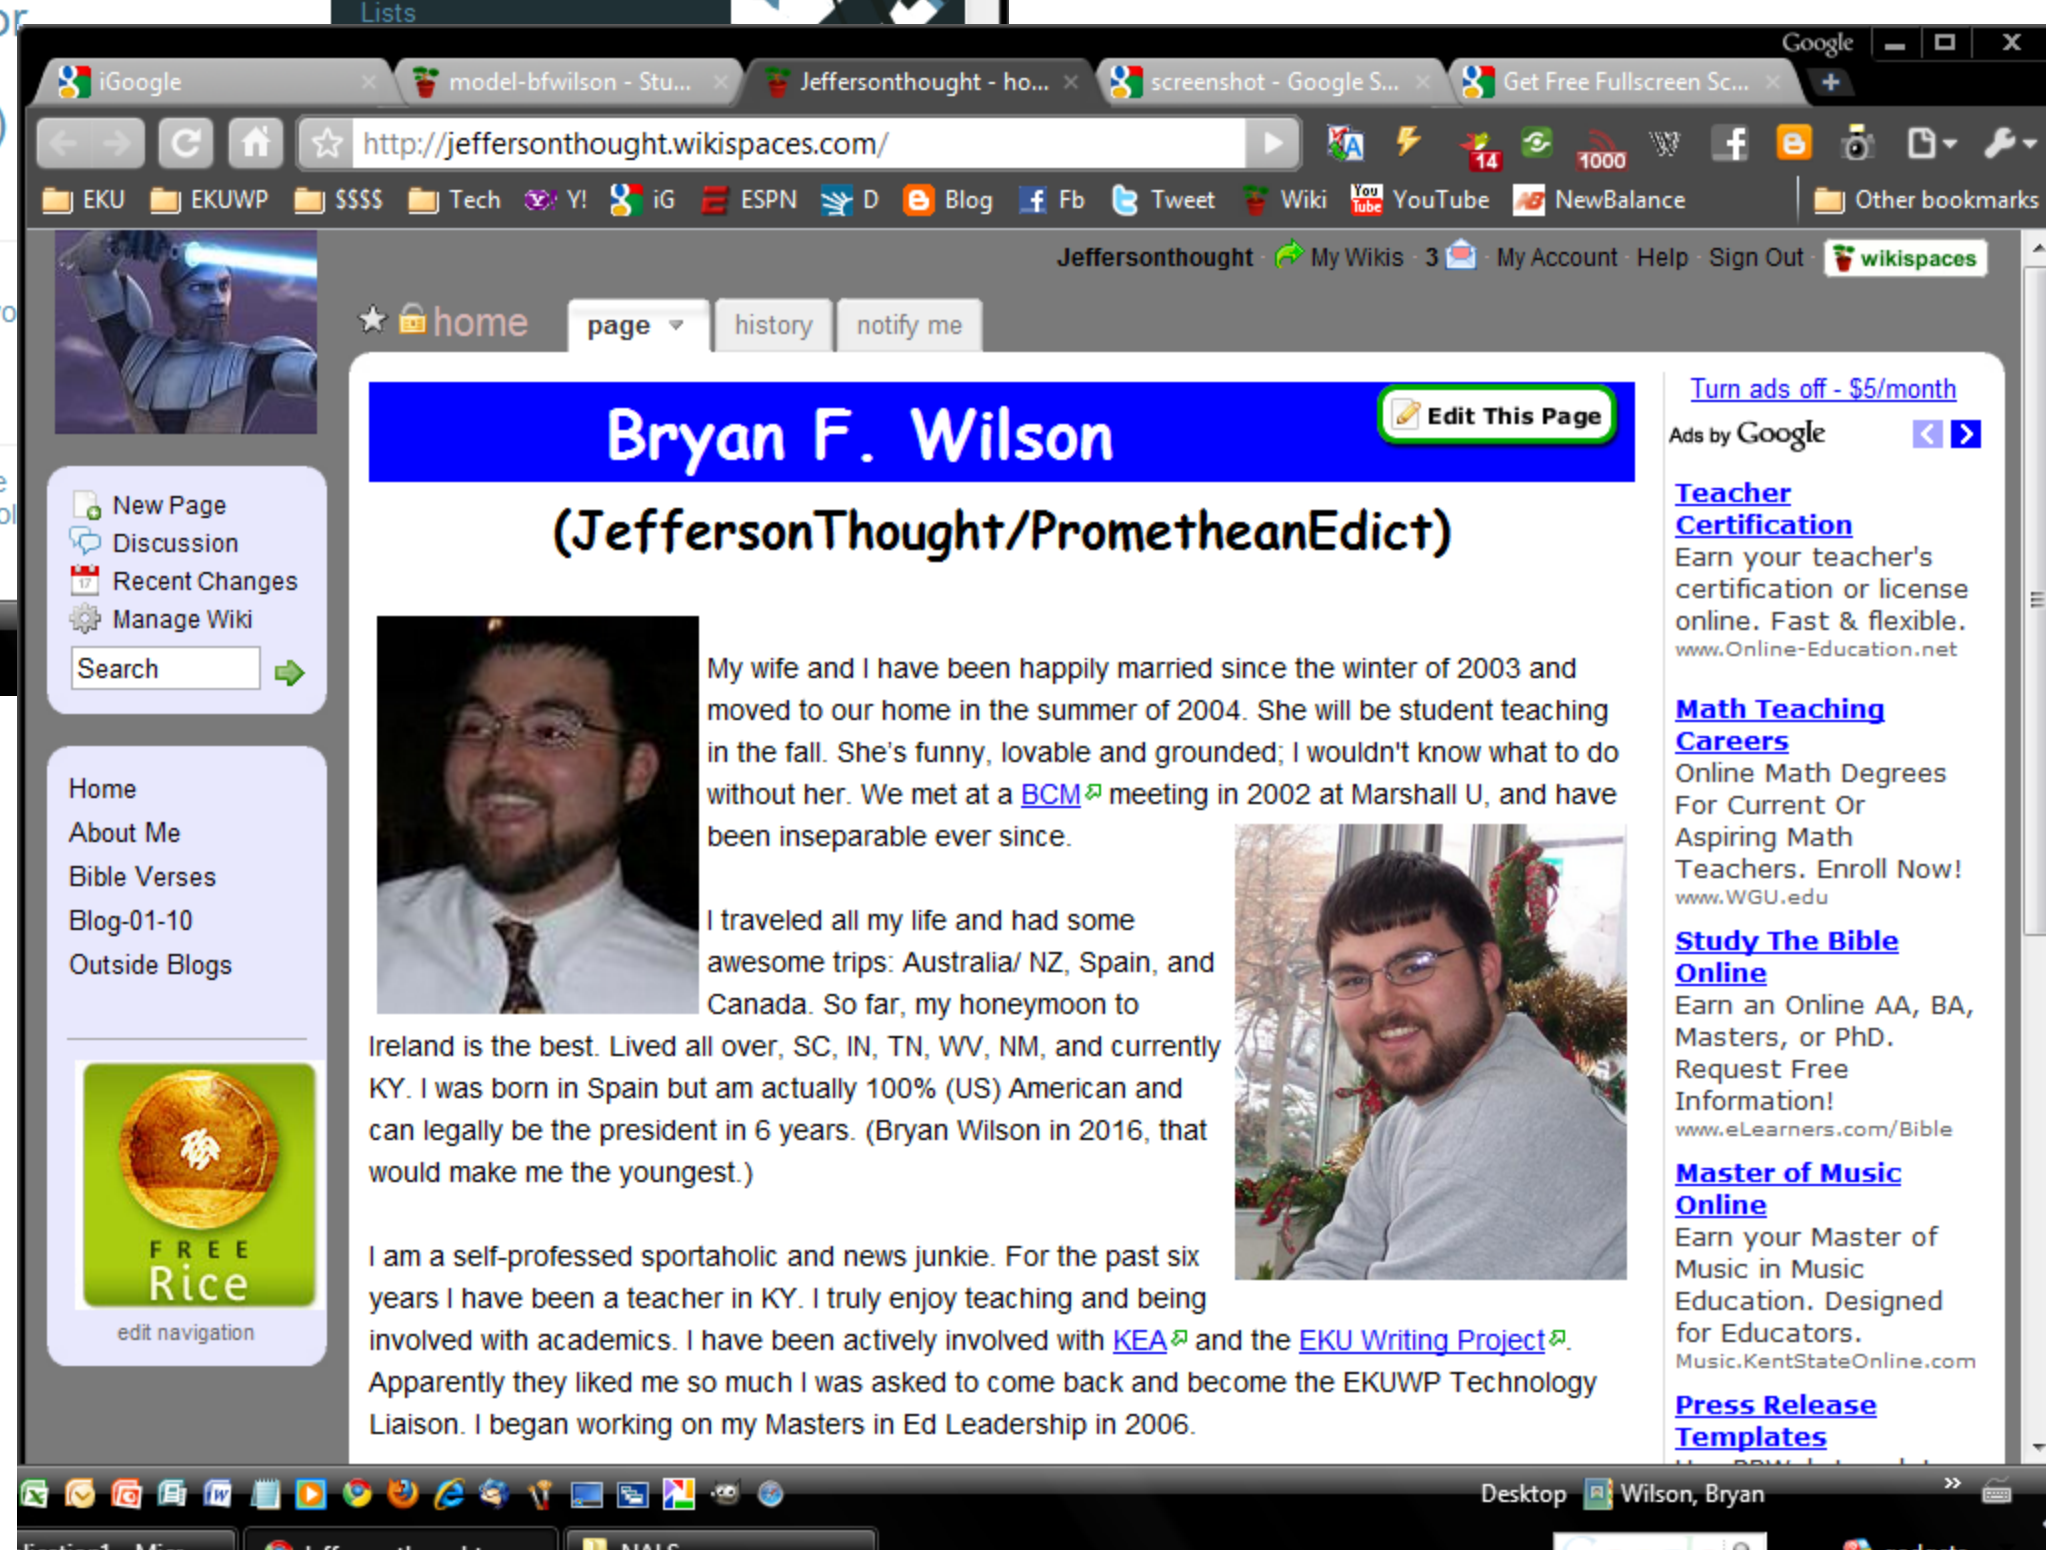 Lists
Google
iGoogle
model-bfwilson - Stu...
Jeffersonthought - ho...
screenshot - Google S...
Get Free Fullscreen Sc...
http://jeffersonthought.wikispaces.com/
14
1000
EKU
EKUWP
$$$$
Tech
Y!
iG
ESPN
D
Blog
Fb
Tweet
Wiki
You Tube
YouTube
NewBalance
Other bookmarks
Jeffersonthought · My Wikis · 3 · My Account · Help · Sign Out · wikispaces
home
page
history
notify me
New Page
Discussion
17
Recent Changes
Manage Wiki
Search
Home
About Me
Bible Verses
Blog-01-10
Outside Blogs
FREE
Rice
edit navigation
Bryan F. Wilson
Edit This Page
(JeffersonThought/PrometheanEdict)
My wife and I have been happily married since the winter of 2003 and
moved to our home in the summer of 2004. She will be student teaching
in the fall. She's funny, lovable and grounded; I wouldn't know what to do
without her. We met at a BCM meeting in 2002 at Marshall U, and have
been inseparable ever since.
I traveled all my life and had some
awesome trips: Australia/ NZ, Spain, and
Canada. So far, my honeymoon to
Ireland is the best. Lived all over, SC, IN, TN, WV, NM, and currently
KY. I was born in Spain but am actually 100% (US) American and
can legally be the president in 6 years. (Bryan Wilson in 2016, that
would make me the youngest.)
I am a self-professed sportaholic and news junkie. For the past six
years I have been a teacher in KY. I truly enjoy teaching and being
involved with academics. I have been actively involved with KEA and the EKU Writing Project.
Apparently they liked me so much I was asked to come back and become the EKUWP Technology
Liaison. I began working on my Masters in Ed Leadership in 2006.
Turn ads off - $5/month
Ads by Google
Teacher
Certification
Earn your teacher's
certification or license
online. Fast & flexible.
www.Online-Education.net
Math Teaching
Careers
Online Math Degrees
For Current Or
Aspiring Math
Teachers. Enroll Now!
www.WGU.edu
Study The Bible
Online
Earn an Online AA, BA,
Masters, or PhD.
Request Free
Information!
www.eLearners.com/Bible
Master of Music
Online
Earn your Master of
Music in Music
Education. Designed
for Educators.
Music.KentStateOnline.com
Press Release
Templates
Desktop
Wilson, Bryan